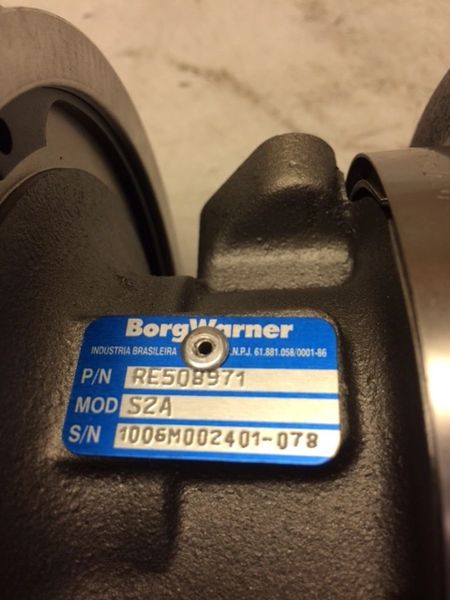 BorgWarner
INDUSTRIA BRASILEIRA .N.P.J. 61.881.058/0001-86
P/N RE508971
MOD S2A
S/N 1006M002401-078